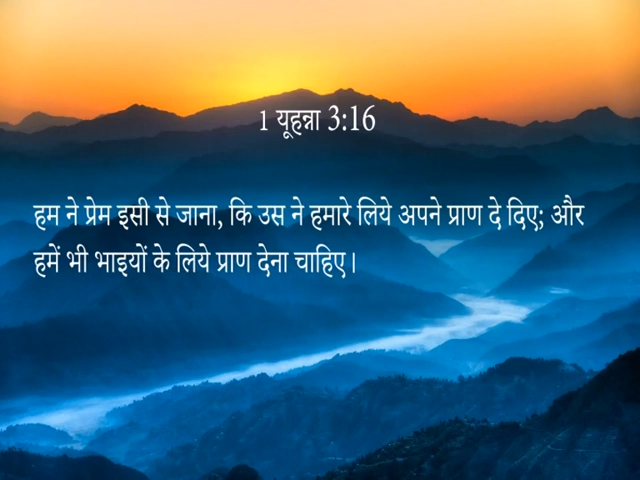 1 यूहन्ना 3:16
हम ने प्रेम इसी से जाना, कि उस ने हमारे लिये अपने प्राण दे दिए; और
हमें भी भाइयों के लिये प्राण देना चाहिए।